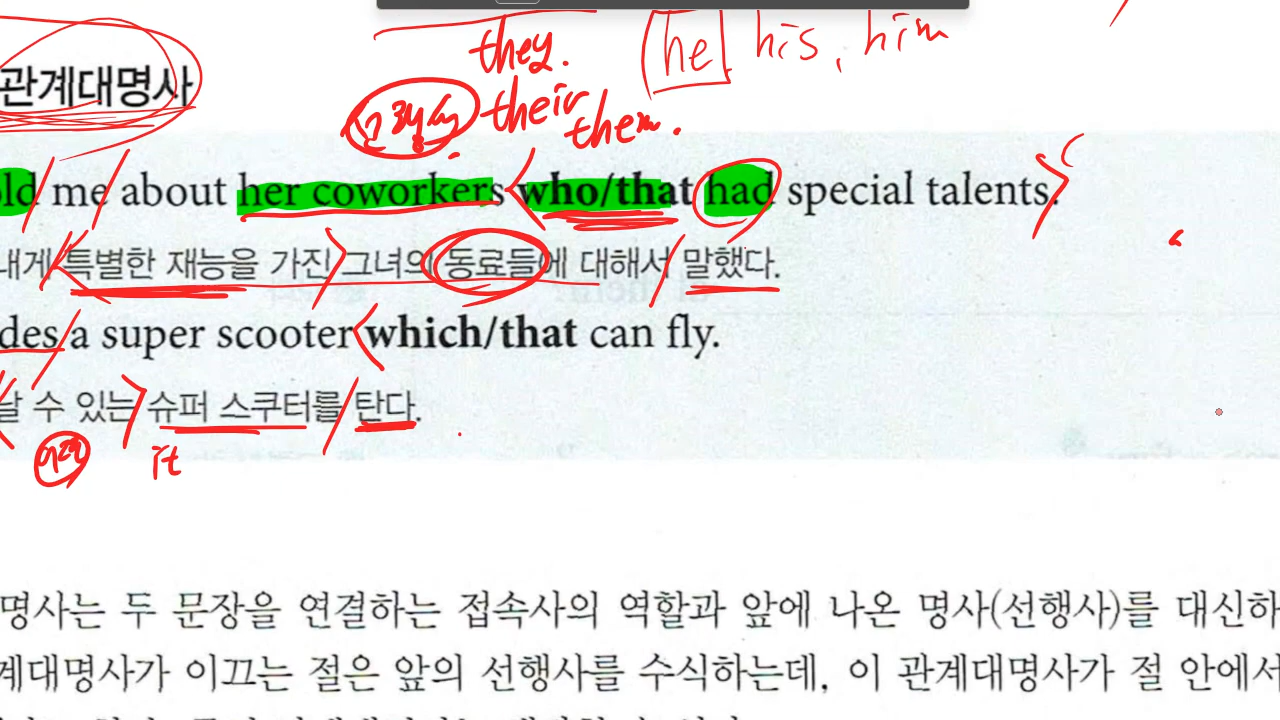 they.
he, his, him
관계대명사
their
them.
old me about her coworkers who/that had special talents.
내게 특별한 재능을 가진 그녀의 동료들에 대해서 말했다.
des a super scooter which/that can fly.
날 수 있는 슈퍼 스쿠터를 탄다.
it
명사는 두 문장을 연결하는 접속사의 역할과 앞에 나온 명사(선행사)를 대신하
계대명사가 이끄는 절은 앞의 선행사를 수식하는데, 이 관계대명사가 절 안에서